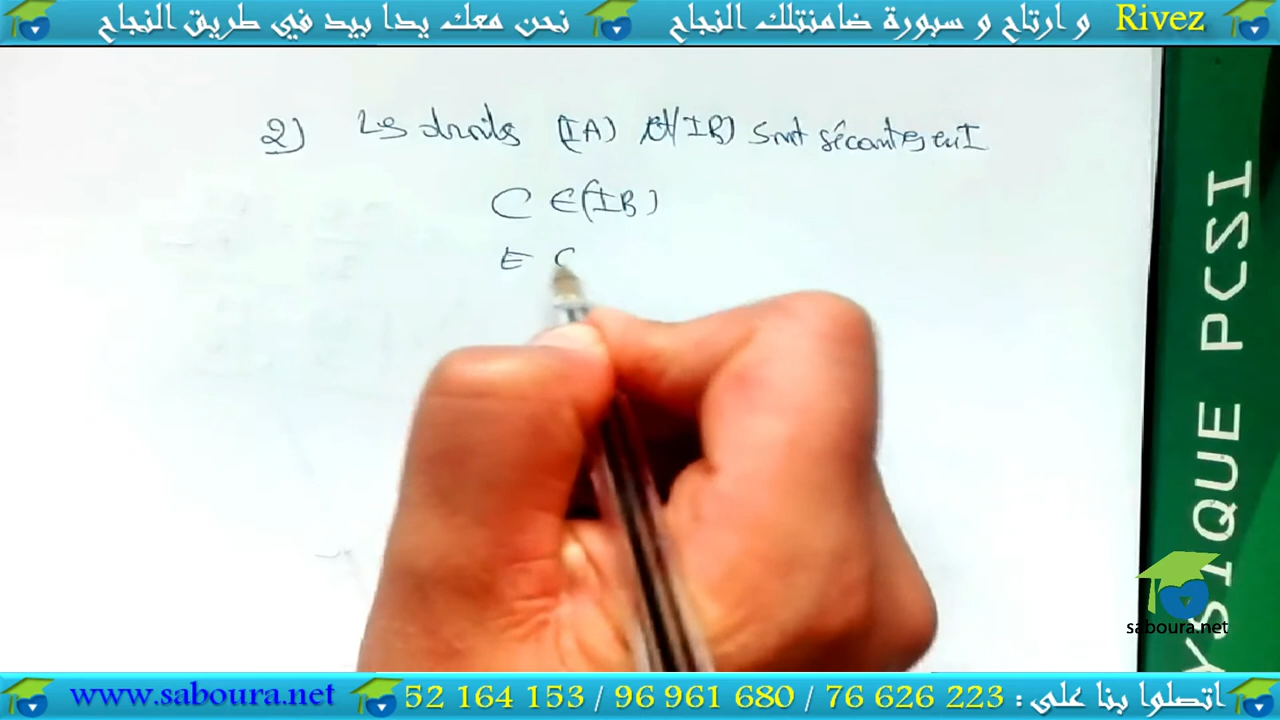 نحن معك يدا بيد في طريق النجاح و ارتاح و سبورة ضامنتلك النجاح Rivez
2) Les droites (IA) et (IB) sont sécantes en I
C ∈ (IB)
E
PHYSIQUE PCSI
saboura.net
www.saboura.net 52 164 153 / 96 961 680 / 76 626 223 : اتصلوا بنا على